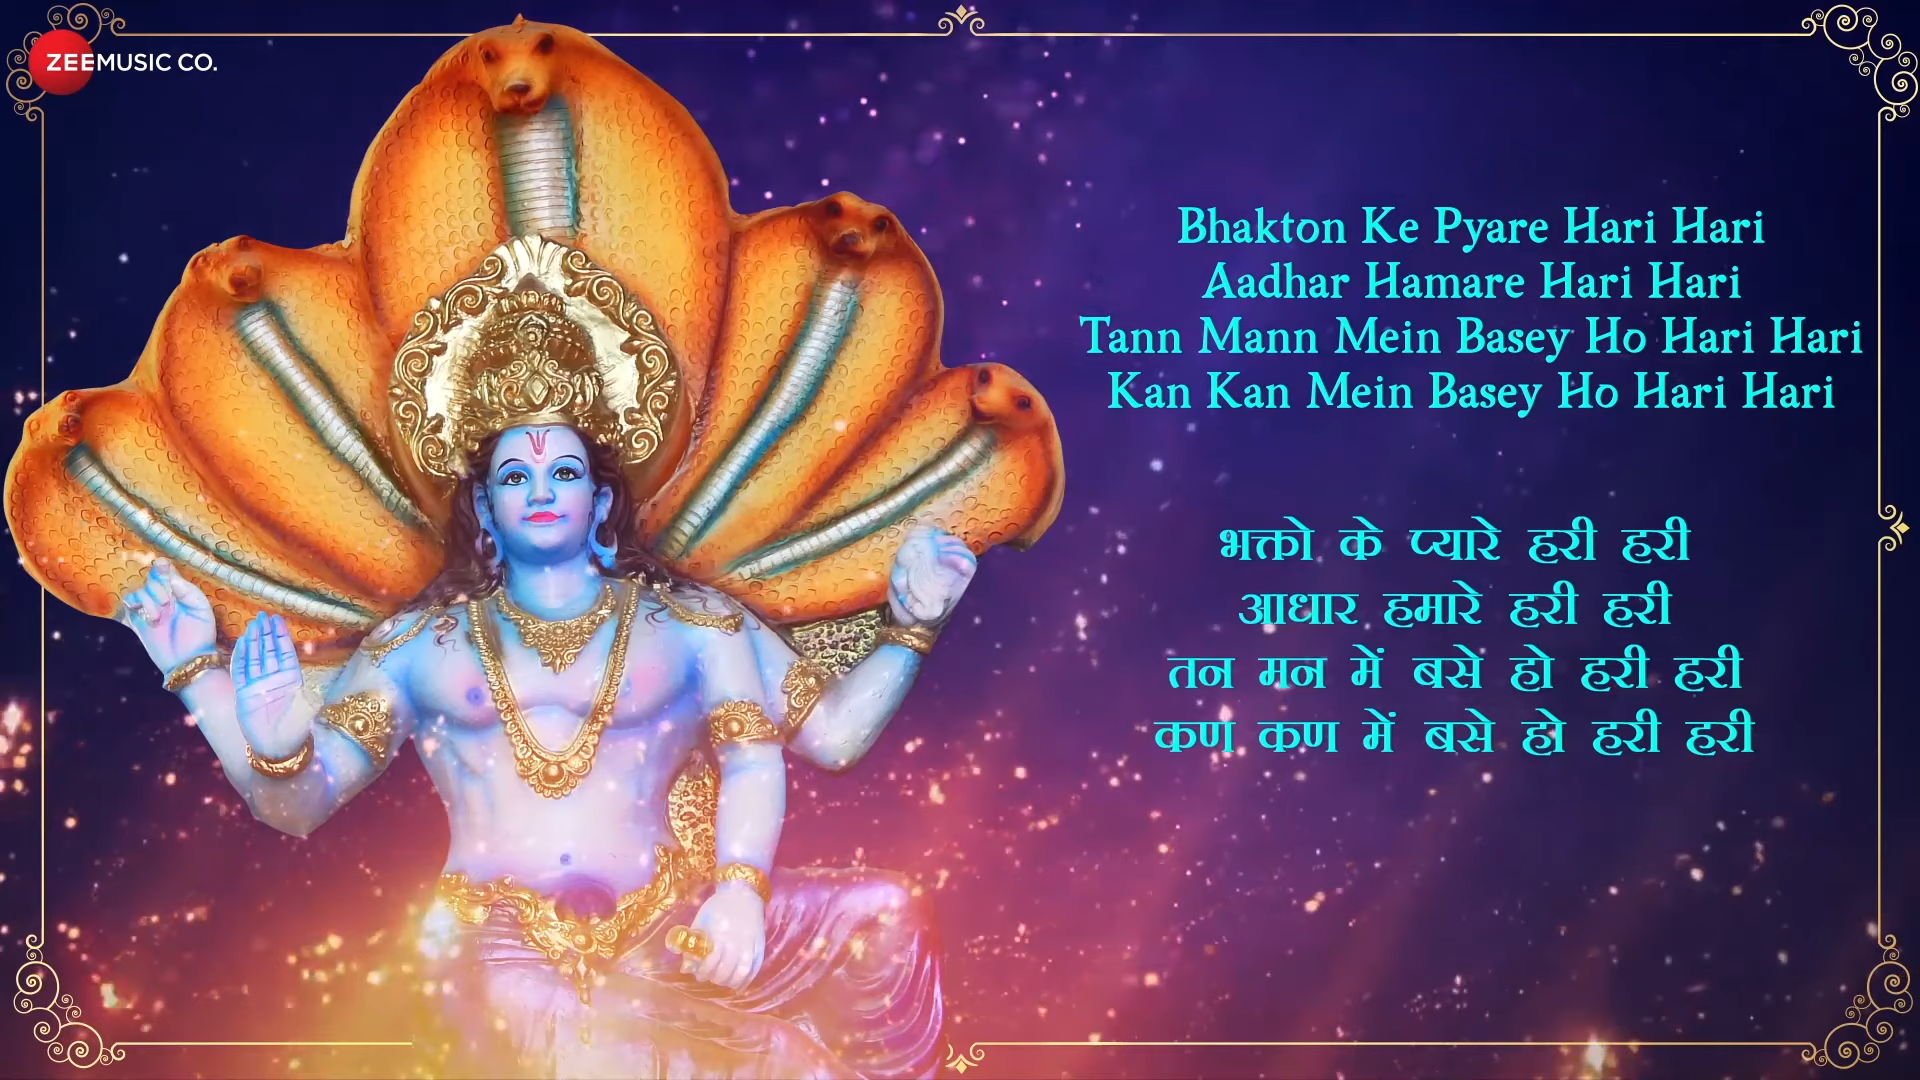 ZEEMUSIC CO.
Bhakton Ke Pyare Hari Hari
Aadhar Hamare Hari Hari
Tann Mann Mein Basey Ho Hari Hari
Kan Kan Mein Basey Ho Hari Hari
भक्तो के प्यारे हरी हरी
आधार हमारे हरी हरी
तन मन में बसे हो हरी हरी
कण कण में बसे हो हरी हरी